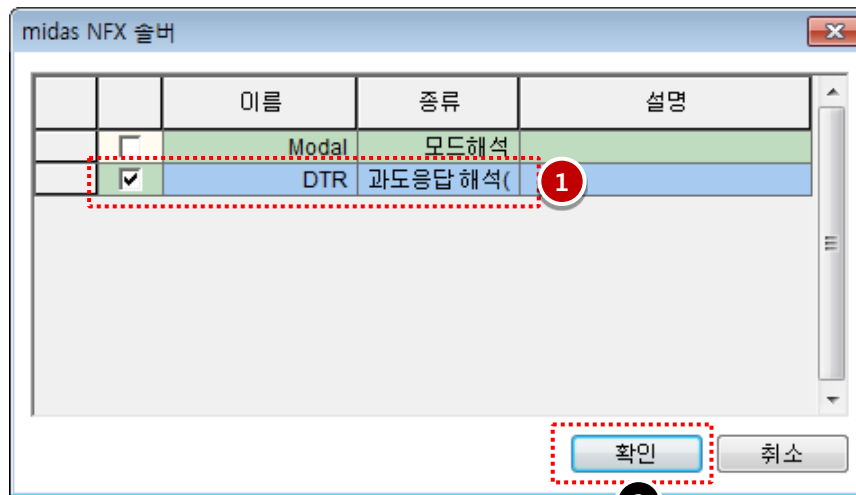 midas NFX 솔버
이름 종류 설명
Modal 모드해석
DTR 과도응답 해석(
1
확인 취소